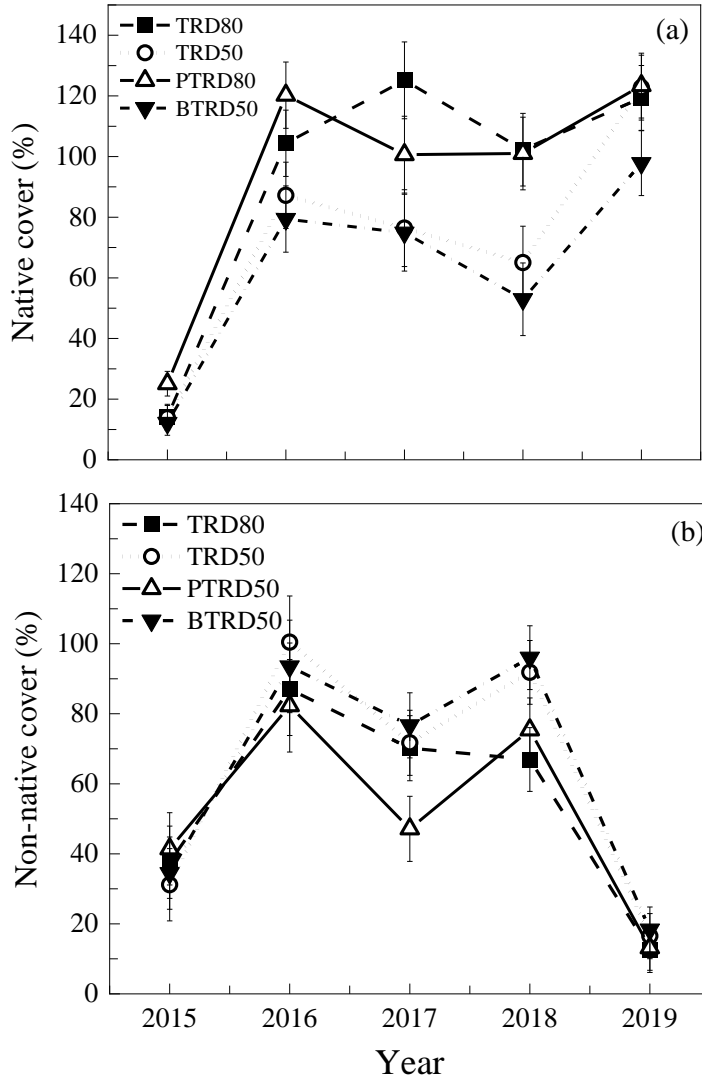 (a)
TRD80
TRD50
PTRD80
BTRD50
Native cover (%)
140
120
100
80
60
40
20
0
(b)
TRD80
TRD50
PTRD50
BTRD50
Non-native cover (%)
140
120
100
80
60
40
20
0
2015 2016 2017 2018 2019
Year